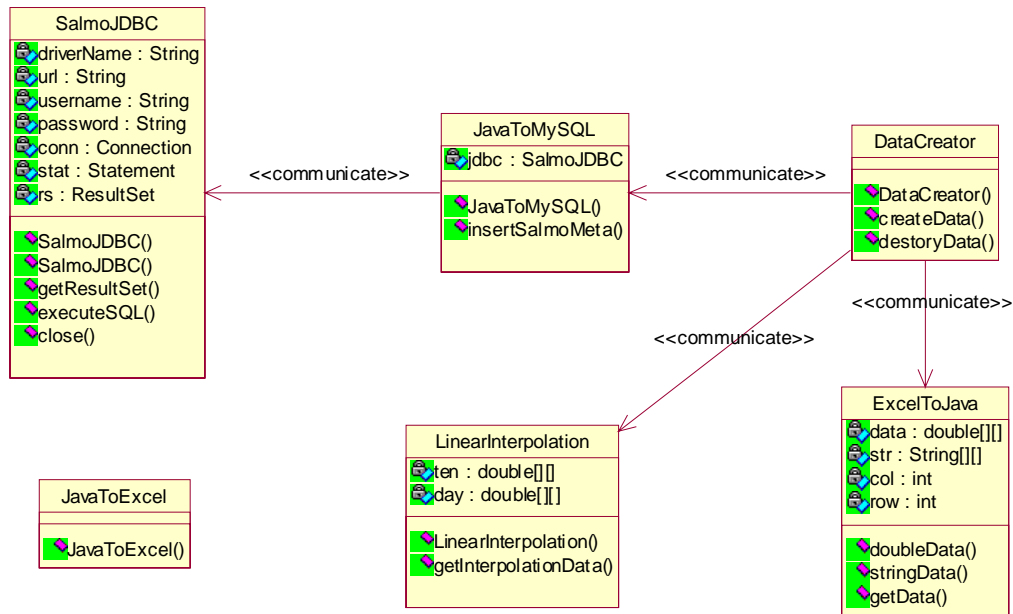 SalmoJDBC
driverName : String
url : String
username : String
password : String
conn : Connection
stat : Statement
rs : ResultSet
SalmoJDBC()
SalmoJDBC()
getResultSet()
executeSQL()
close()
<<communicate>>
JavaToMySQL
jdbc : SalmoJDBC
JavaToMySQL()
insertSalmoMeta()
<<communicate>>
DataCreator
DataCreator()
createData()
destoryData()
<<communicate>>
<<communicate>>
LinearInterpolation
ten : double[][]
day : double[][]
LinearInterpolation()
getInterpolationData()
ExcelToJava
data : double[][]
str : String[][]
col : int
row : int
doubleData()
stringData()
getData()
JavaToExcel
JavaToExcel()